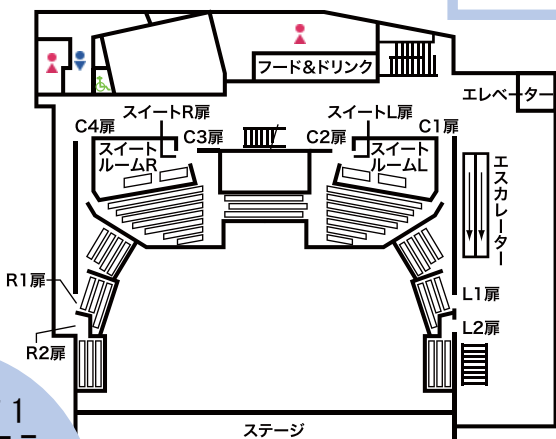 フード&ドリンク
エレベーター
スイートR扉
スイートL扉
C4扉
C3扉
C2扉
C1扉
スイート
ルームR
スイート
ルームL
エスカレーター
R1扉
L1扉
L2扉
R2扉
1
ステージ